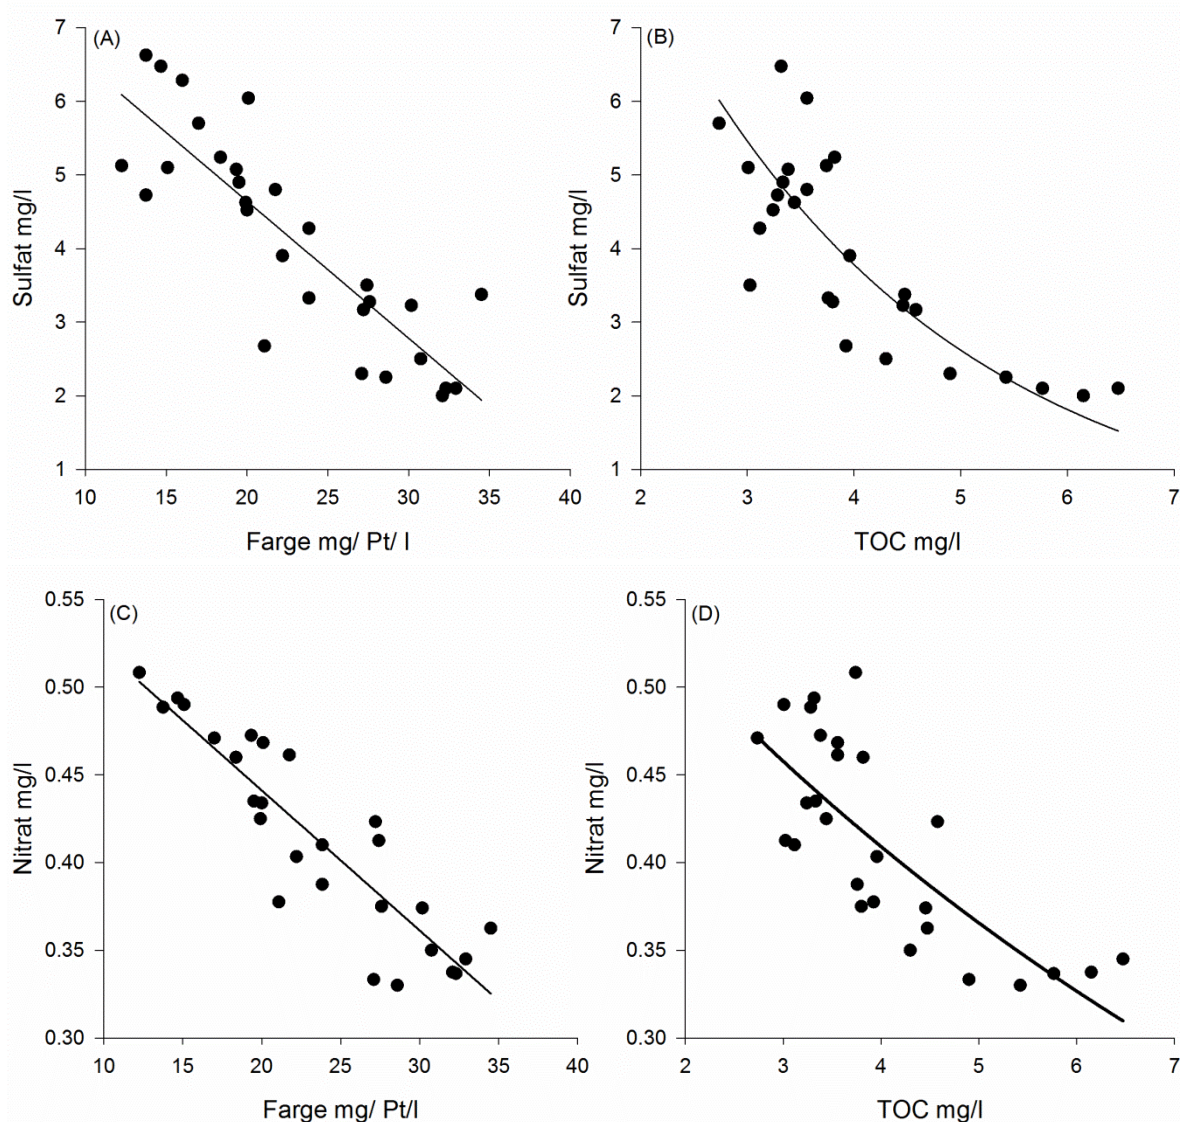 (A)
7
6
5
4
3
2
1
Sulfat mg/l
10 15 20 25 30 35 40
Farge mg/ Pt/ l
(B)
7
6
5
4
3
2
1
Sulfat mg/l
2 3 4 5 6 7
TOC mg/l
(C)
0.55
0.50
0.45
0.40
0.35
0.30
Nitrat mg/l
10 15 20 25 30 35 40
Farge mg/ Pt/l
(D)
0.55
0.50
0.45
0.40
0.35
0.30
Nitrat mg/l
2 3 4 5 6 7
TOC mg/l